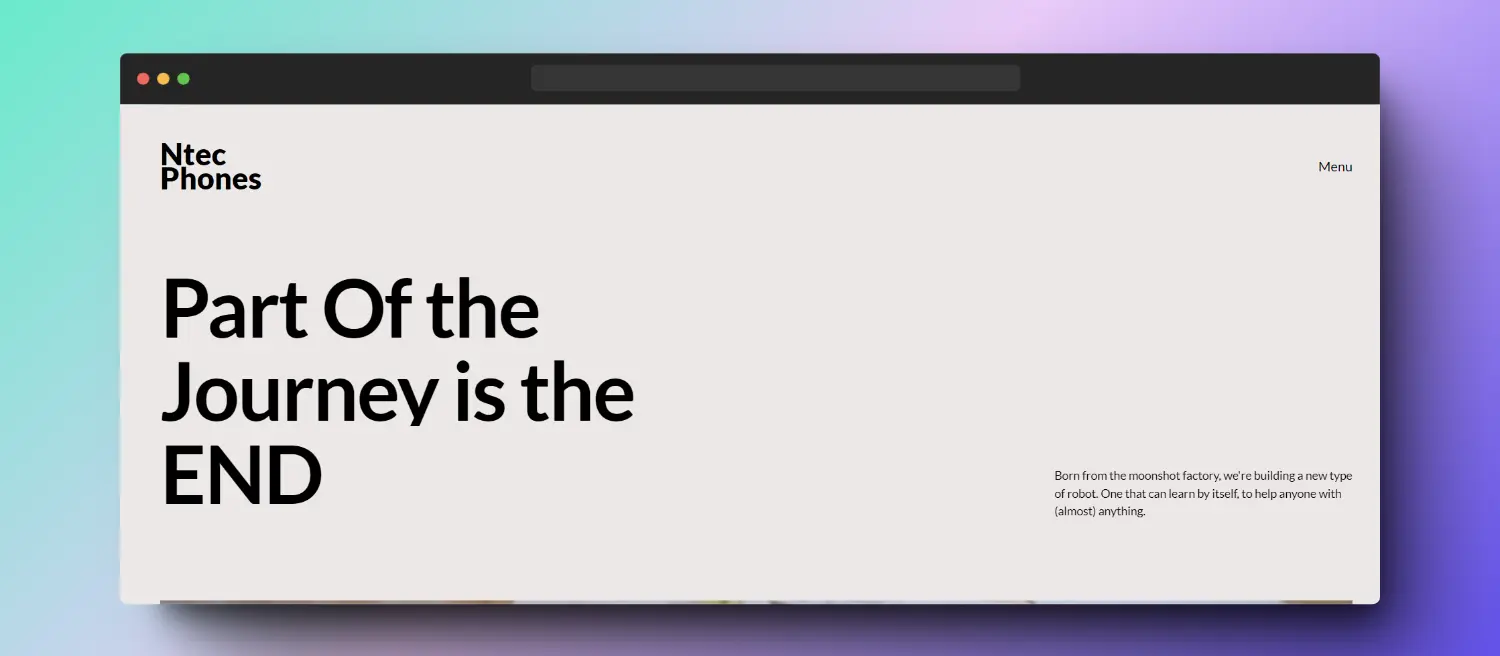 Ntec
Phones
Menu
Part Of the
Journey is the
END
Born from the moonshot factory, we're building a new type
of robot. One that can learn by itself, to help anyone with
(almost) anything.